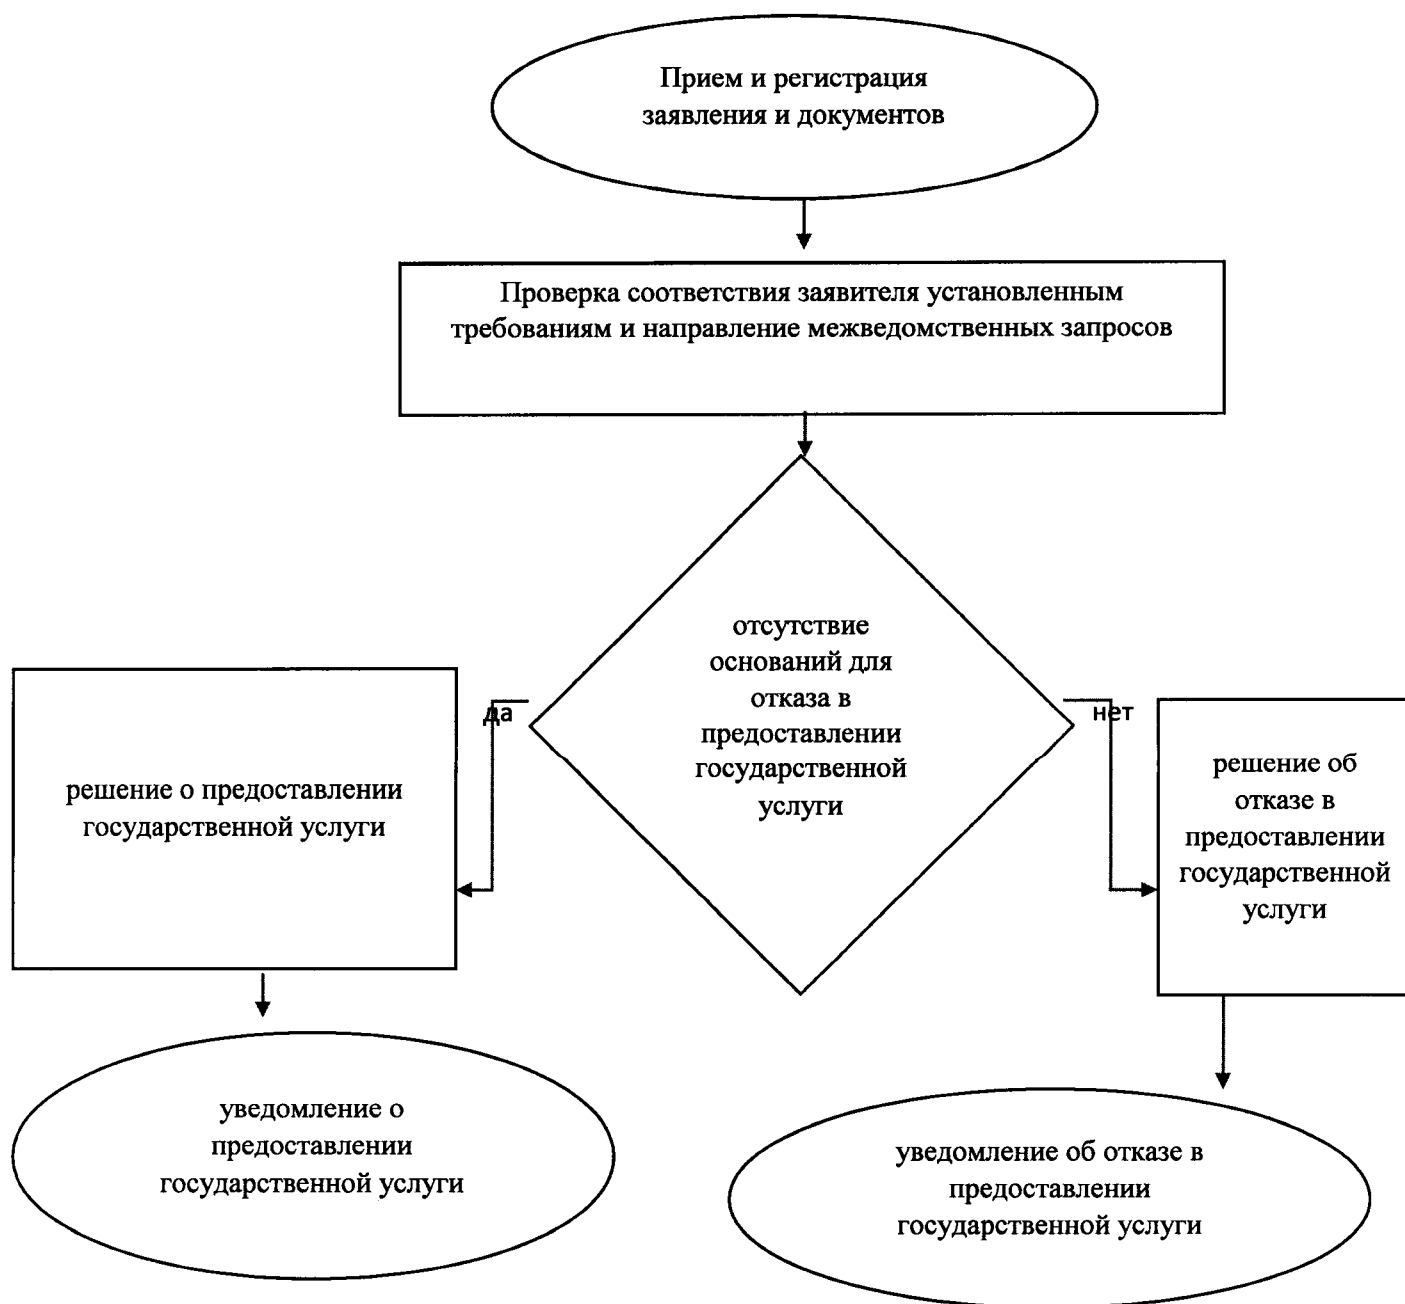 Прием и регистрация
заявления и документов
Проверка соответствия заявителя установленным
требованиям и направление межведомственных запросов
отсутствие
оснований для
отказа в
предоставлении
государственной
услуги
да
нет
решение о предоставлении
государственной услуги
решение об
отказе в
предоставлении
государственной
услуги
уведомление о
предоставлении
государственной услуги
уведомление об отказе в
предоставлении
государственной услуги